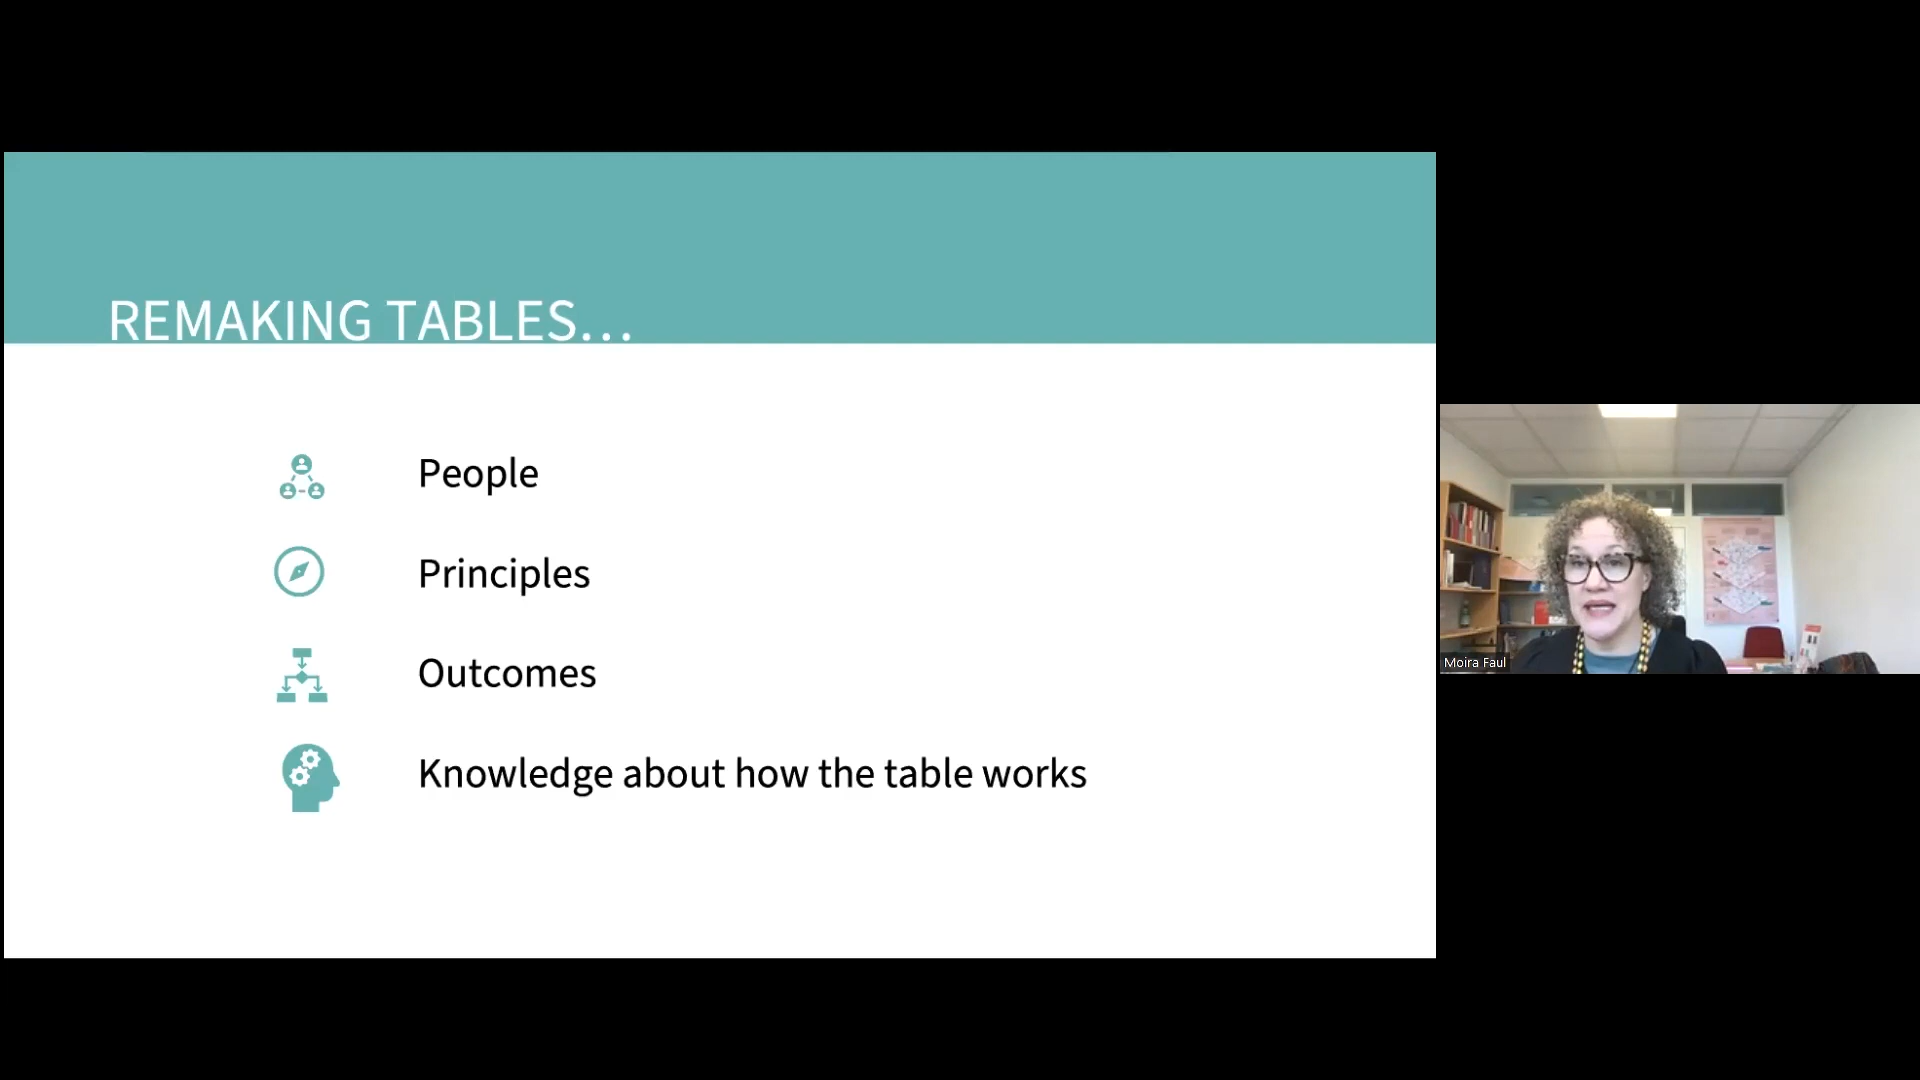 REMAKING TABLES...
People
Principles
Outcomes
Knowledge about how the table works
Moira Faul